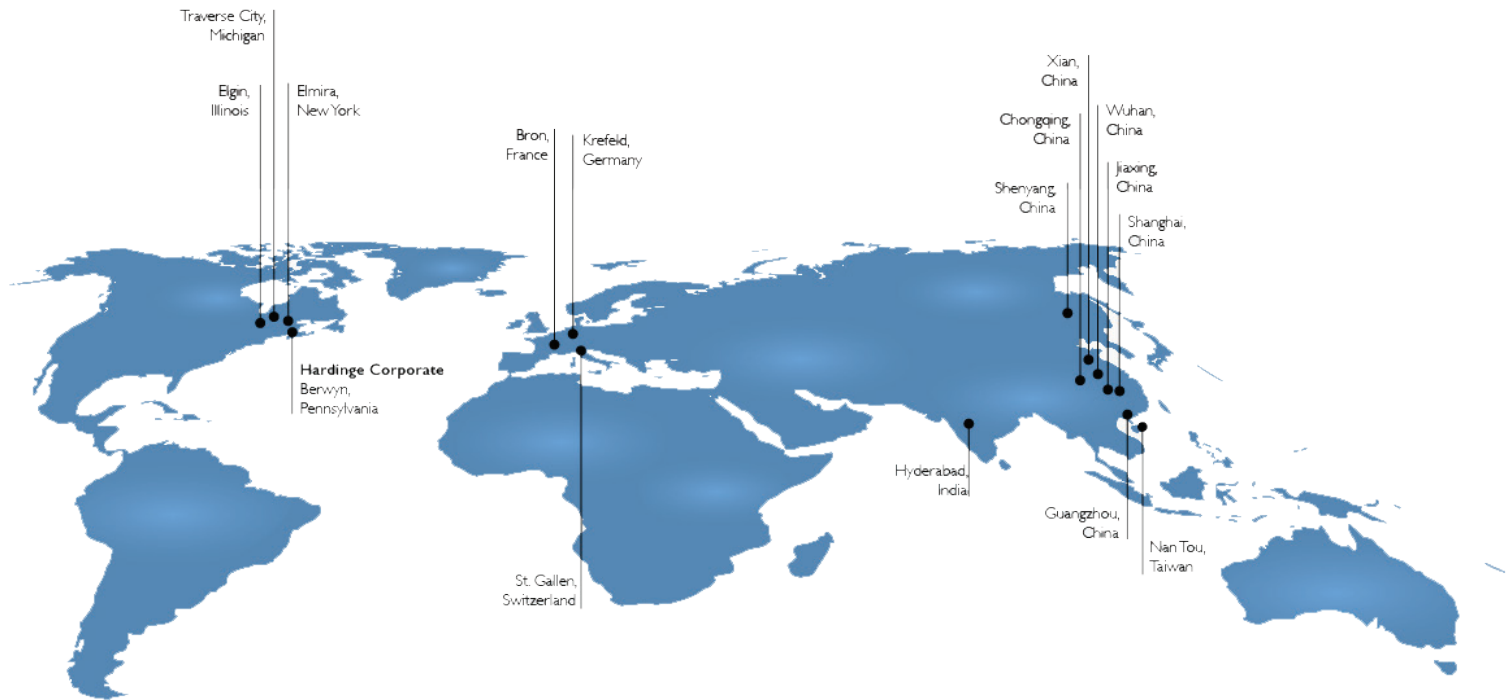 Traverse City,
Michigan
Elgin,
Illinois
Elmira,
New York
Hardinge Corporate
Berwyn,
Pennsylvania
Bron,
France
Krefeld,
Germany
St. Gallen,
Switzerland
Xian,
China
Chongqing,
China
Wuhan,
China
Jiaxing,
China
Shenyang,
China
Shanghai,
China
Hyderabad,
India
Guangzhou,
China
Nan Tou,
Taiwan